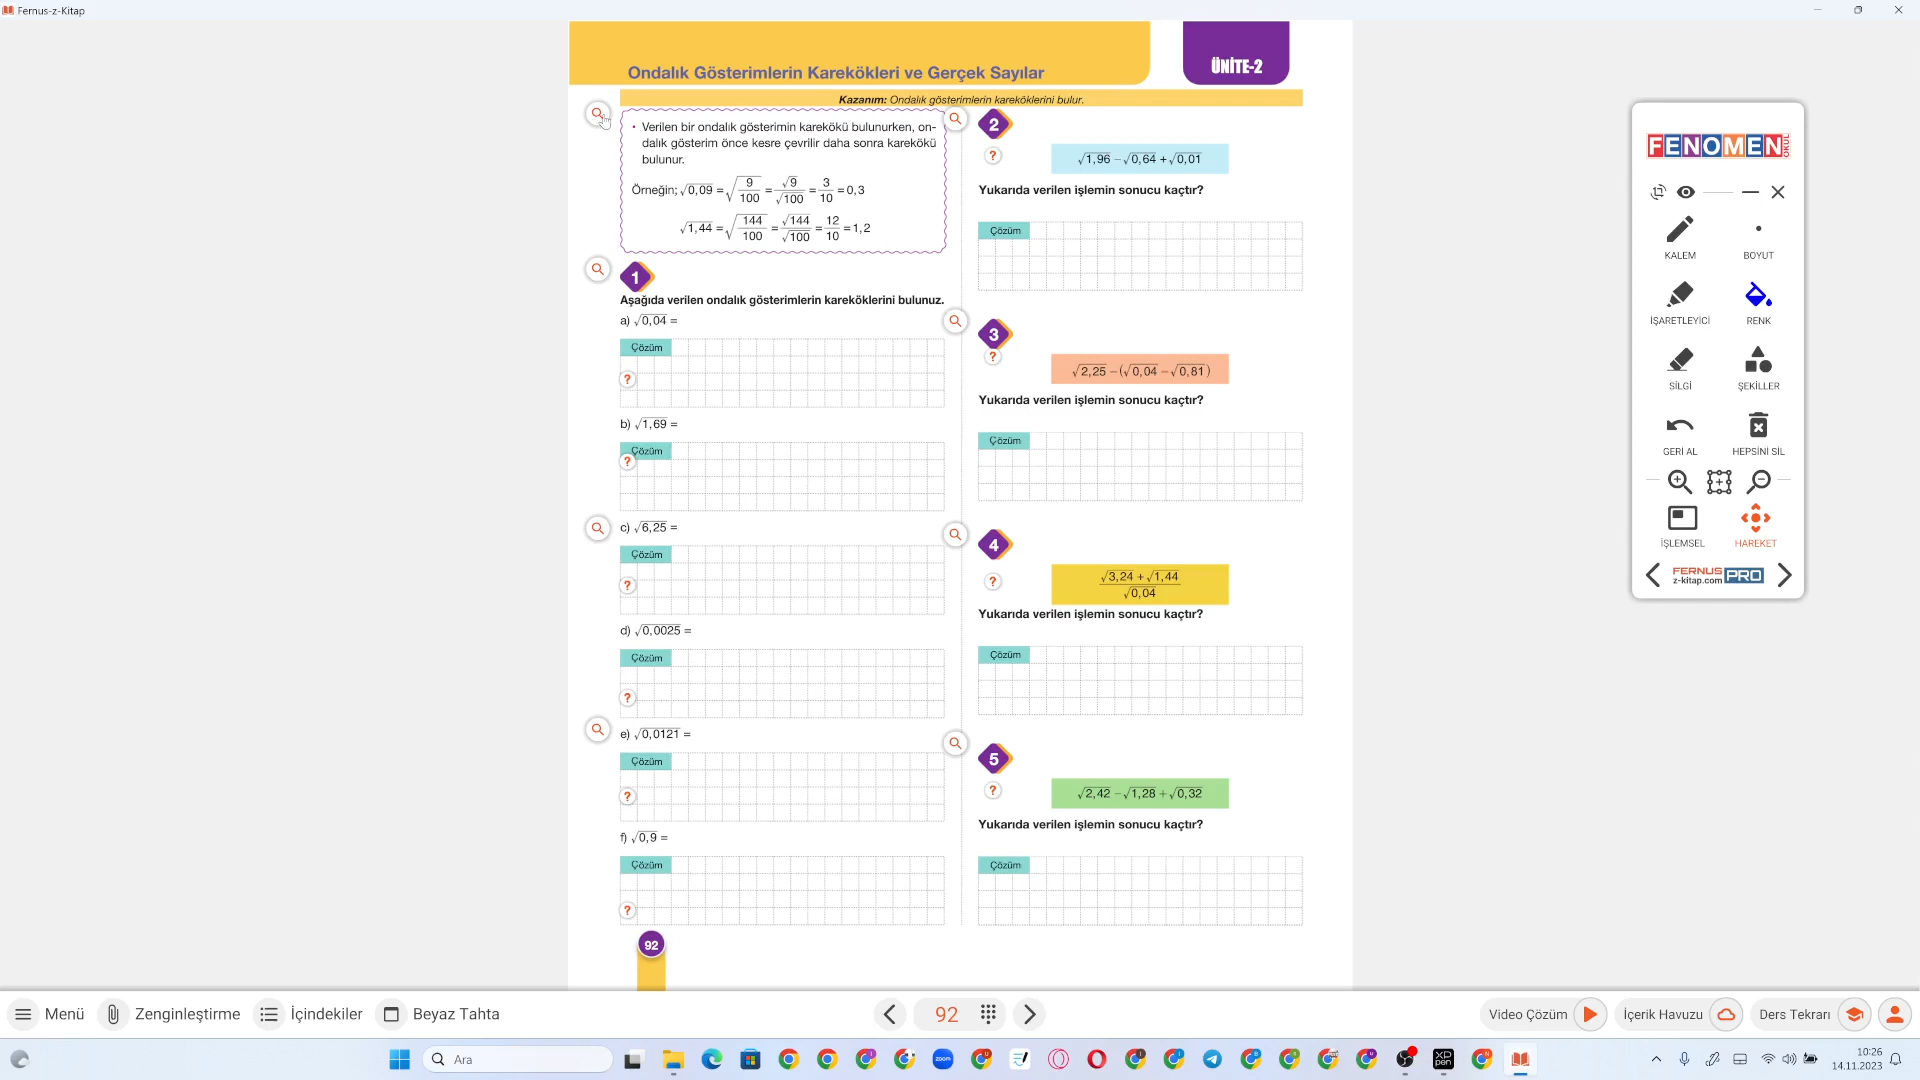 Fernus-z-Kitap
Ondalık Gösterimlerin Karekökleri ve Gerçek Sayılar
ÜNİTE-2
Kazanım: Ondalık gösterimlerin kareköklerini bulur.
• Verilen bir ondalık gösterimin karekökü bulunurken, on-
dalık gösterim önce kesre çevrilir daha sonra karekökü
bulunur.
Örneğin; √0,09 = √(9/100) = √9/√100 = 3/10 = 0,3
√1,44 = √(144/100) = √144/√100 = 12/10 = 1,2
1
Aşağıda verilen ondalık gösterimlerin kareköklerini bulunuz.
a) √0,04 =
Çözüm
?
b) √1,69 =
Çözüm
?
c) √6,25 =
Çözüm
?
d) √0,0025 =
Çözüm
?
e) √0,0121 =
Çözüm
?
f) √0,9 =
Çözüm
?
92
2
?
√1,96 − √0,64 + √0,01
Yukarıda verilen işlemin sonucu kaçtır?
Çözüm
3
?
√2,25 − (√0,04 − √0,81)
Yukarıda verilen işlemin sonucu kaçtır?
Çözüm
4
?
(√3,24 + √1,44)/√0,04
Yukarıda verilen işlemin sonucu kaçtır?
Çözüm
5
?
√2,42 − √1,28 + √0,32
Yukarıda verilen işlemin sonucu kaçtır?
Çözüm
FENOMEN OKUL
KALEM BOYUT
İŞARETLEYİCİ RENK
SİLGİ ŞEKİLLER
GERİ AL HEPSİNİ SİL
İŞLEMSEL HAREKET
FERNUS
z-kitap.com PRO
Menü Zenginleştirme İçindekiler Beyaz Tahta 92 Video Çözüm İçerik Havuzu Ders Tekrarı
Ara
zoom
XP
pen
10:26
14.11.2023